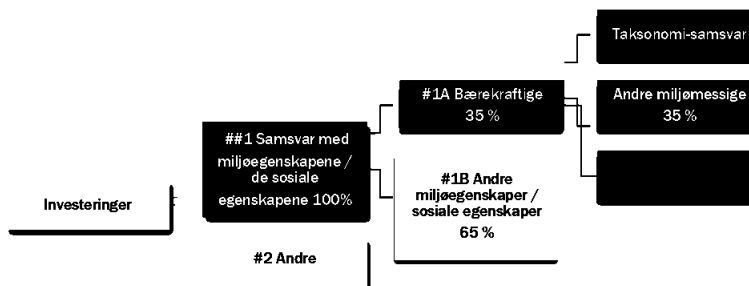 Taksonomi-samsvar
#1A Bærekraftige
35 %
Andre miljømessige
35 %
##1 Samsvar med
miljøegenskapene /
de sosiale
egenskapene 100%
#1B Andre
miljøegenskaper /
sosiale egenskaper
65 %
Investeringer
#2 Andre